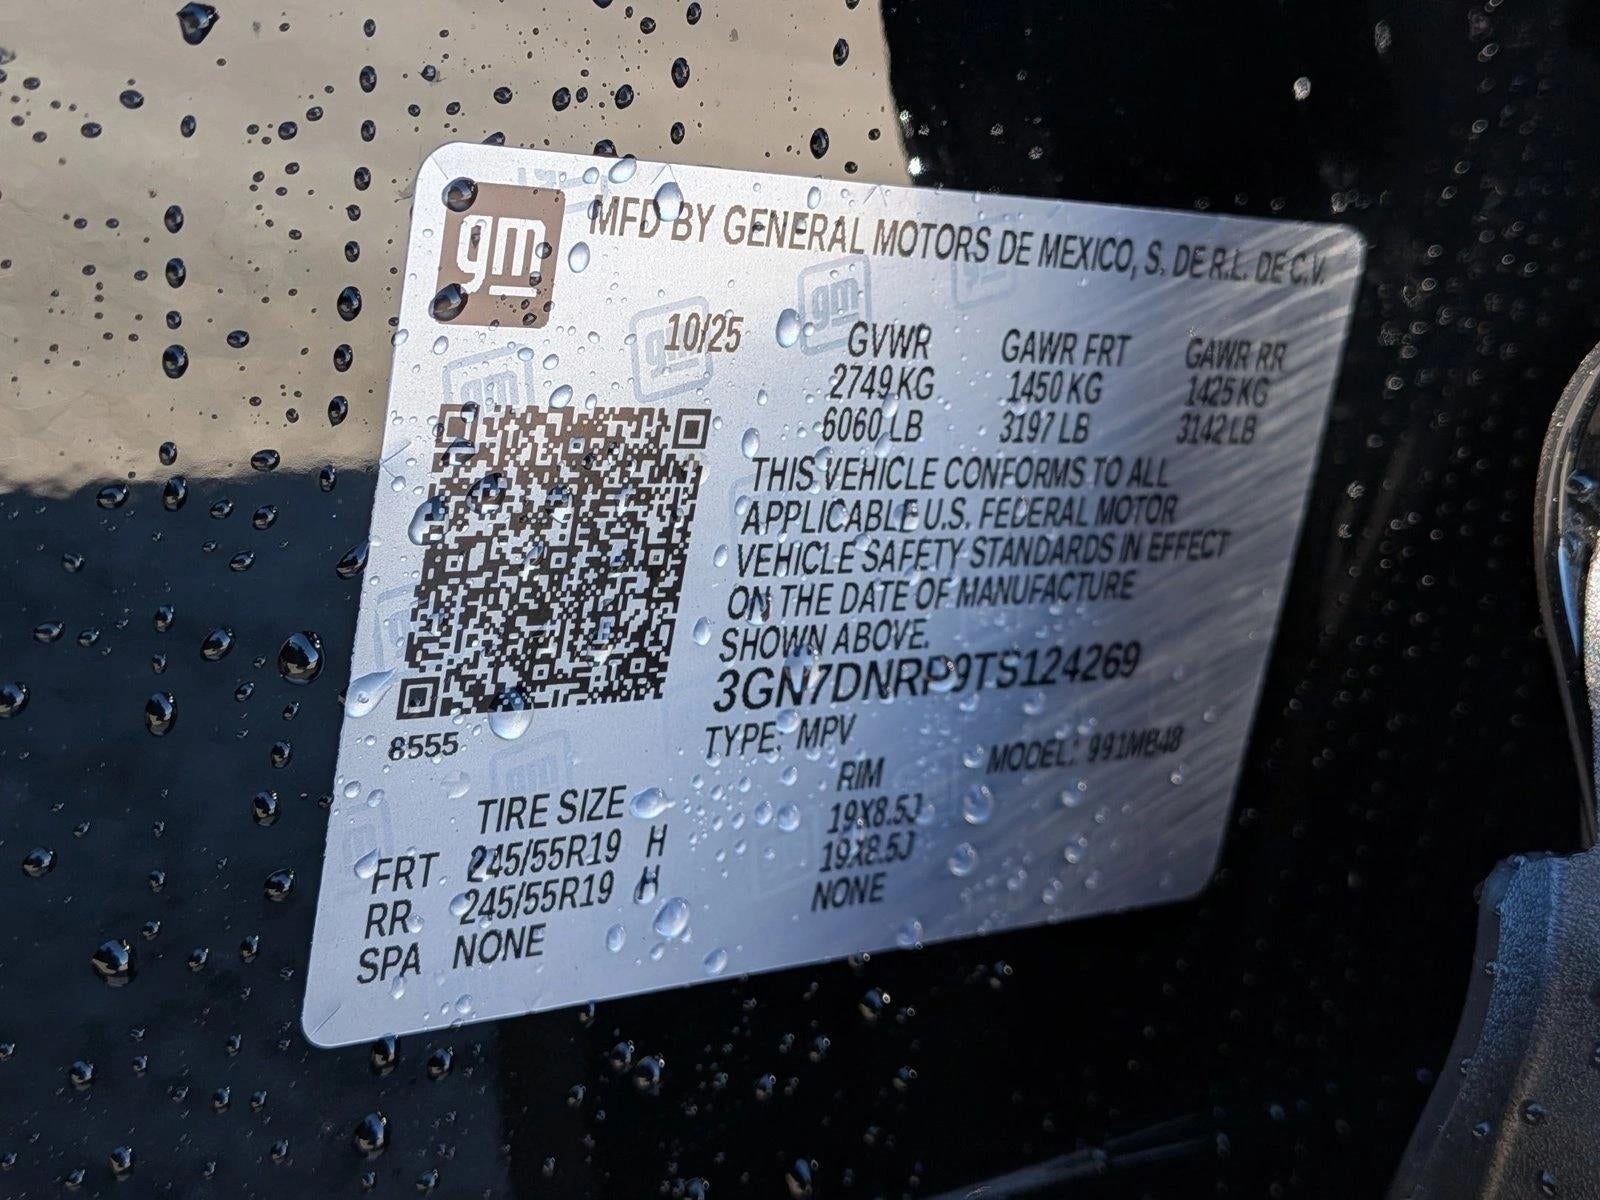 gm
MFD BY GENERAL MOTORS DE MEXICO, S. DE R.L. DE C.V.
10/25
GVWR GAWR FRT GAWR RR
2749 KG 1450 KG 1425 KG
6060 LB 3197 LB 3142 LB
THIS VEHICLE CONFORMS TO ALL
APPLICABLE U.S. FEDERAL MOTOR
VEHICLE SAFETY STANDARDS IN EFFECT
ON THE DATE OF MANUFACTURE
SHOWN ABOVE.
3GN7DNRP9TS124269
8555
TYPE: MPV MODEL: 991MB48
TIRE SIZE RIM
FRT 245/55R19 H 19X8.5J
RR 245/55R19 H 19X8.5J
SPA NONE NONE